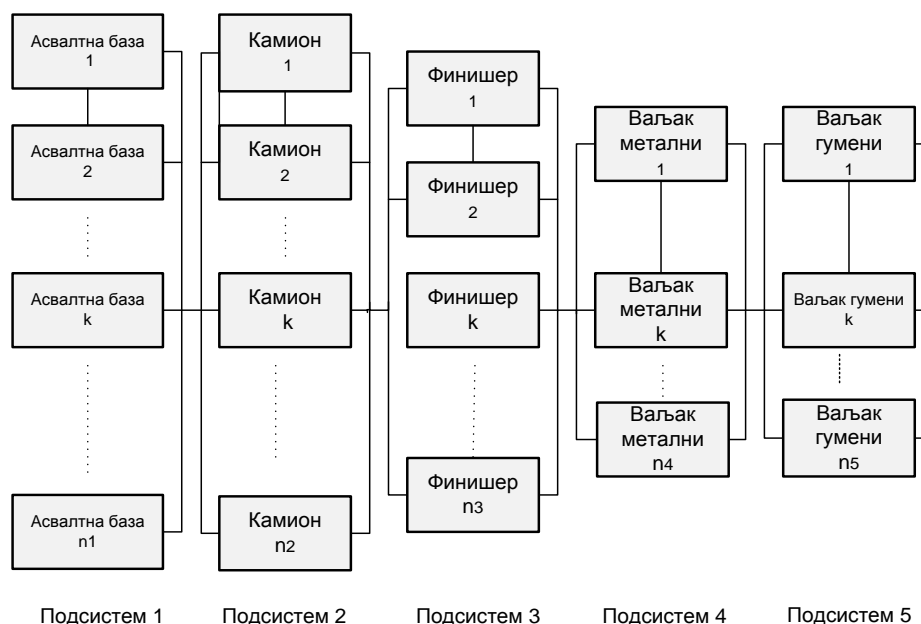 Асвалтна база
1
Асвалтна база
2
Асвалтна база
k
Асвалтна база
n1
Камион
1
Камион
2
Камион
k
Камион
n2
Финишер
1
Финишер
2
Финишер
k
Финишер
n3
Ваљак
метални
1
Ваљак
метални
k
Ваљак
метални
n4
Ваљак
гумени
1
Ваљак гумени
k
Ваљак
гумени
n5
Подсистем 1
Подсистем 2
Подсистем 3
Подсистем 4
Подсистем 5